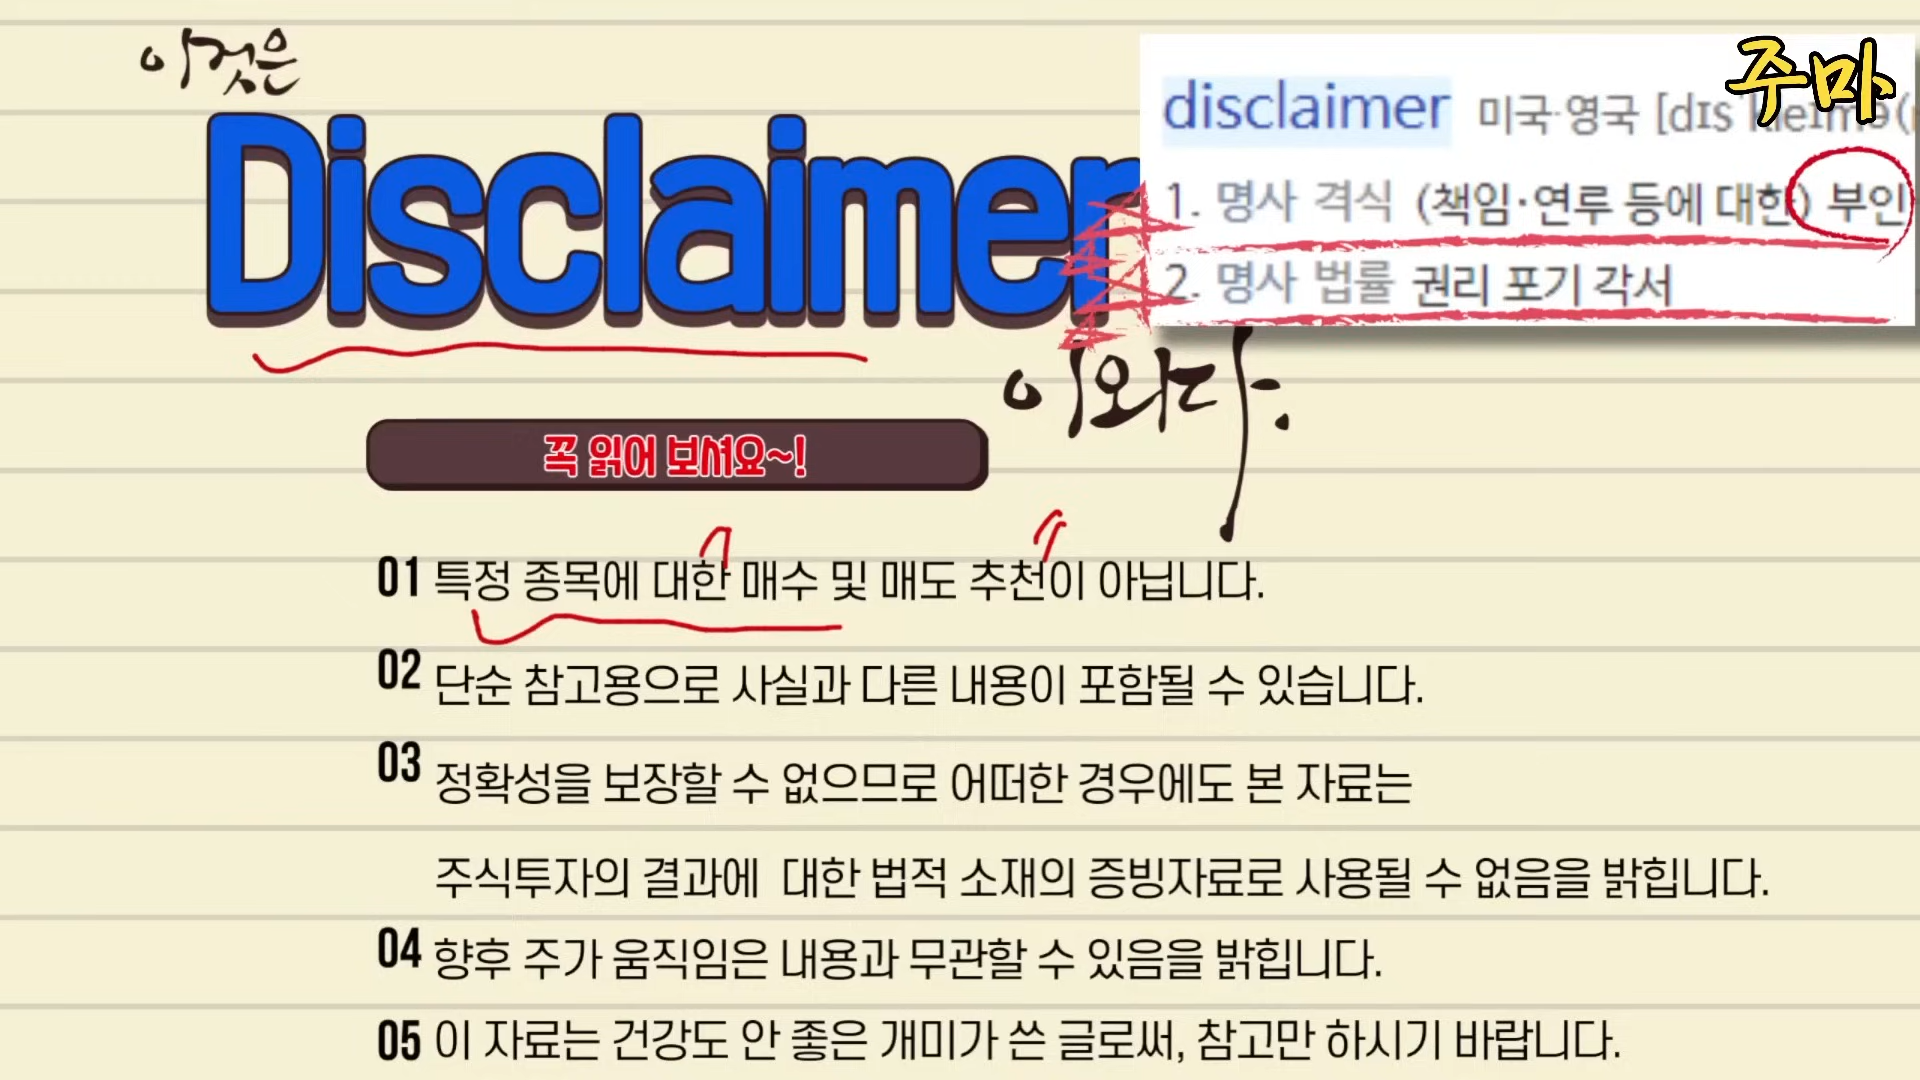 이것은
Disclaimer
이외다.
주마
disclaimer 미국·영국
1. 명사 격식 (책임·연루 등에 대한) 부인
2. 명사 법률 권리 포기 각서
꼭 읽어 보셔요~!
01 특정 종목에 대한 매수 및 매도 추천이 아닙니다.
02 단순 참고용으로 사실과 다른 내용이 포함될 수 있습니다.
03 정확성을 보장할 수 없으므로 어떠한 경우에도 본 자료는
주식투자의 결과에 대한 법적 소재의 증빙자료로 사용될 수 없음을 밝힙니다.
04 향후 주가 움직임은 내용과 무관할 수 있음을 밝힙니다.
05 이 자료는 건강도 안 좋은 개미가 쓴 글로써, 참고만 하시기 바랍니다.